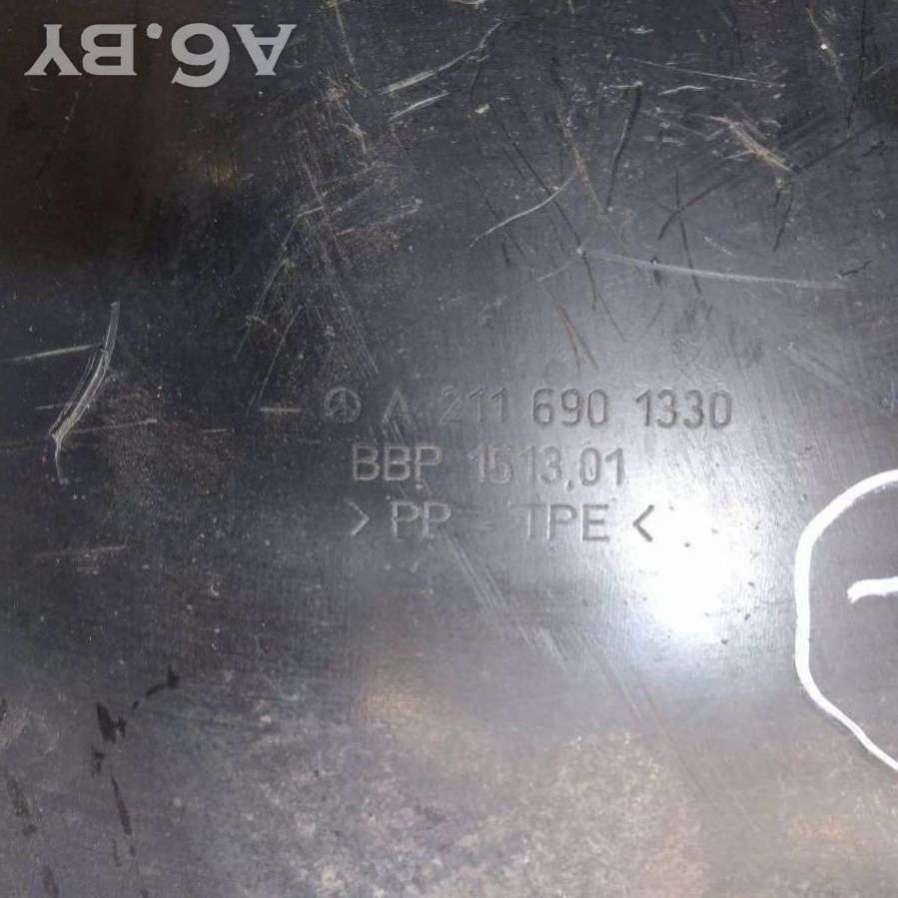 A6.BY
A 211 690 1330
BBP 1513.01
> PP - TPE <